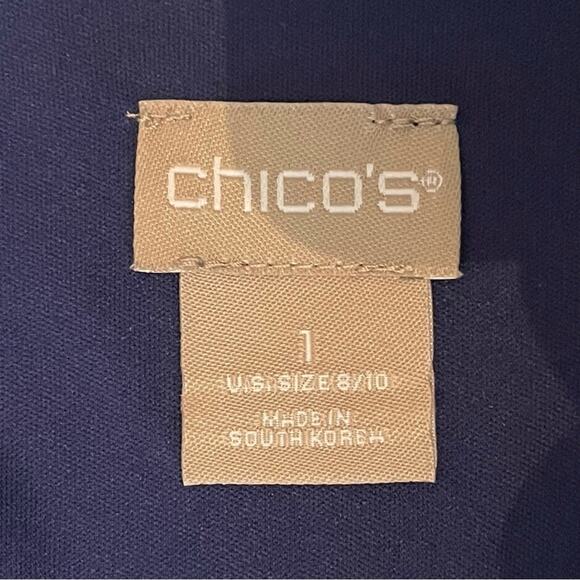 chico's®
1
U.S. SIZE 8/10
MADE IN
SOUTH KOREA